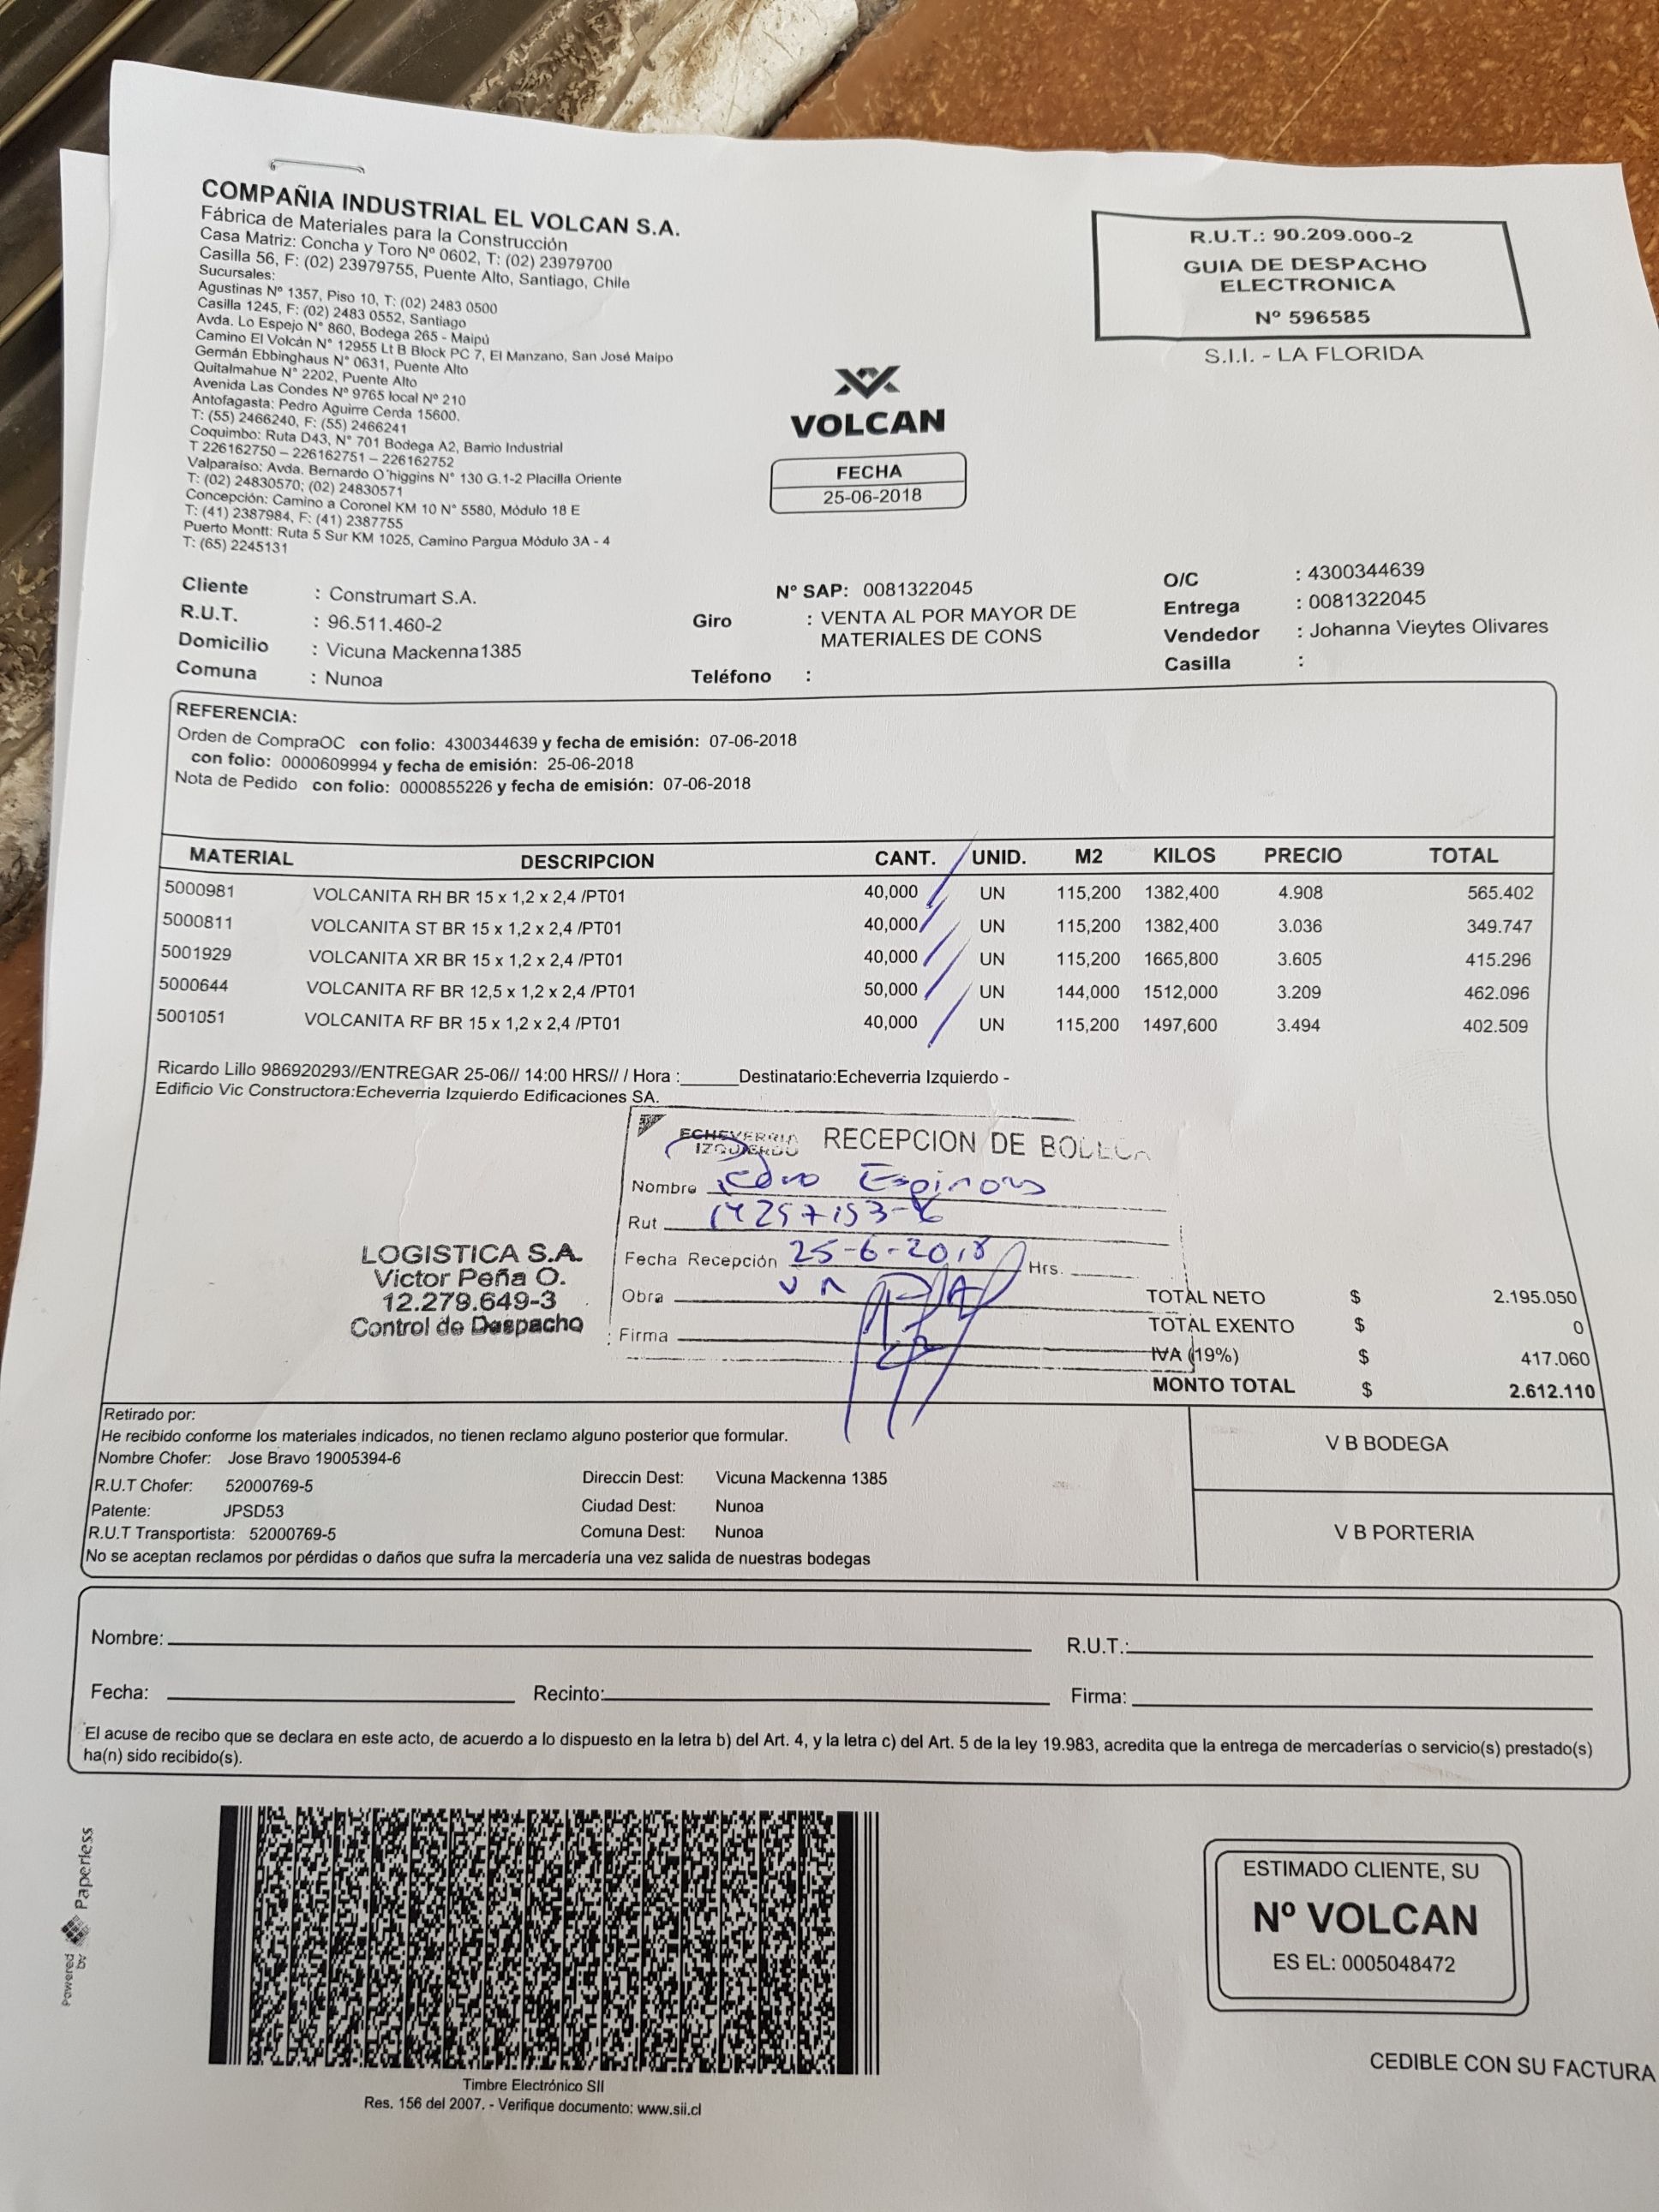 COMPAÑIA INDUSTRIAL EL VOLCAN S.A.
Fábrica de Materiales para la Construcción
Casa Matriz: Concha y Toro Nº 0602, T: (02) 23979700
Casilla 56, F: (02) 23979755, Puente Alto, Santiago, Chile
Sucursales:
Agustinas Nº 1357, Piso 10, T: (02) 2483 0500
Casilla 1245, F: (02) 2483 0552, Santiago
Avda. Lo Espejo N° 860, Bodega 265 - Maipú
Camino El Volcán N° 12955 Lt B Block PC 7, El Manzano, San José Maipo
Germán Ebbinghaus N° 0631, Puente Alto
Quitalmahue N° 2202, Puente Alto
Avenida Las Condes Nº 9765 local Nº 210
Antofagasta: Pedro Aguirre Cerda 15600.
T: (55) 2466240, F: (55) 2466241
Coquimbo: Ruta D43, N° 701 Bodega A2, Barrio Industrial
T 226162750 – 226162751 – 226162752
Valparaíso: Avda. Bernardo O'higgins N° 130 G.1-2 Placilla Oriente
T: (02) 24830570; (02) 24830571
Concepción: Camino a Coronel KM 10 N° 5580, Módulo 18 E
T: (41) 2387984, F: (41) 2387755
Puerto Montt: Ruta 5 Sur KM 1025, Camino Pargua Módulo 3A - 4
T: (65) 2245131
R.U.T.: 90.209.000-2
GUIA DE DESPACHO
ELECTRONICA
Nº 596585
S.I.I. - LA FLORIDA
VOLCAN
FECHA
25-06-2018
Cliente : Construmart S.A.
R.U.T. : 96.511.460-2
Domicilio : Vicuna Mackenna1385
Comuna : Nunoa
Nº SAP: 0081322045
Giro : VENTA AL POR MAYOR DE
MATERIALES DE CONS
Teléfono :
O/C : 4300344639
Entrega : 0081322045
Vendedor : Johanna Vieytes Olivares
Casilla :
REFERENCIA:
Orden de CompraOC con folio: 4300344639 y fecha de emisión: 07-06-2018
con folio: 0000609994 y fecha de emisión: 25-06-2018
Nota de Pedido con folio: 0000855226 y fecha de emisión: 07-06-2018
MATERIAL DESCRIPCION CANT. UNID. M2 KILOS PRECIO TOTAL
5000981 VOLCANITA RH BR 15 x 1,2 x 2,4 /PT01 40,000 UN 115,200 1382,400 4.908 565.402
5000811 VOLCANITA ST BR 15 x 1,2 x 2,4 /PT01 40,000 UN 115,200 1382,400 3.036 349.747
5001929 VOLCANITA XR BR 15 x 1,2 x 2,4 /PT01 40,000 UN 115,200 1665,800 3.605 415.296
5000644 VOLCANITA RF BR 12,5 x 1,2 x 2,4 /PT01 50,000 UN 144,000 1512,000 3.209 462.096
5001051 VOLCANITA RF BR 15 x 1,2 x 2,4 /PT01 40,000 UN 115,200 1497,600 3.494 402.509
Ricardo Lillo 986920293//ENTREGAR 25-06// 14:00 HRS// / Hora :______Destinatario:Echeverria Izquierdo -
Edificio Vic Constructora:Echeverria Izquierdo Edificaciones SA.
ECHEVERRIA
IZQUIERDO
RECEPCION DE BODEGA
Nombre Pedro Espinoza
Rut
Fecha Recepción 25-6-2018 Hrs.
Obra
Firma
LOGISTICA S.A.
Victor Peña O.
12.279.649-3
Control de Despacho
TOTAL NETO $ 2.195.050
TOTAL EXENTO $ 0
IVA (19%) $ 417.060
MONTO TOTAL $ 2.612.110
Retirado por:
He recibido conforme los materiales indicados, no tienen reclamo alguno posterior que formular.
Nombre Chofer: Jose Bravo 19005394-6
R.U.T Chofer: 52000769-5
Patente: JPSD53
R.U.T Transportista: 52000769-5
Direccin Dest: Vicuna Mackenna 1385
Ciudad Dest: Nunoa
Comuna Dest: Nunoa
No se aceptan reclamos por pérdidas o daños que sufra la mercadería una vez salida de nuestras bodegas
V B BODEGA
V B PORTERIA
Nombre: R.U.T.:
Fecha: Recinto: Firma:
El acuse de recibo que se declara en este acto, de acuerdo a lo dispuesto en la letra b) del Art. 4, y la letra c) del Art. 5 de la ley 19.983, acredita que la entrega de mercaderías o servicio(s) prestado(s)
ha(n) sido recibido(s).
Powered by Paperless
Timbre Electrónico SII
Res. 156 del 2007. - Verifique documento: www.sii.cl
ESTIMADO CLIENTE, SU
Nº VOLCAN
ES EL: 0005048472
CEDIBLE CON SU FACTURA